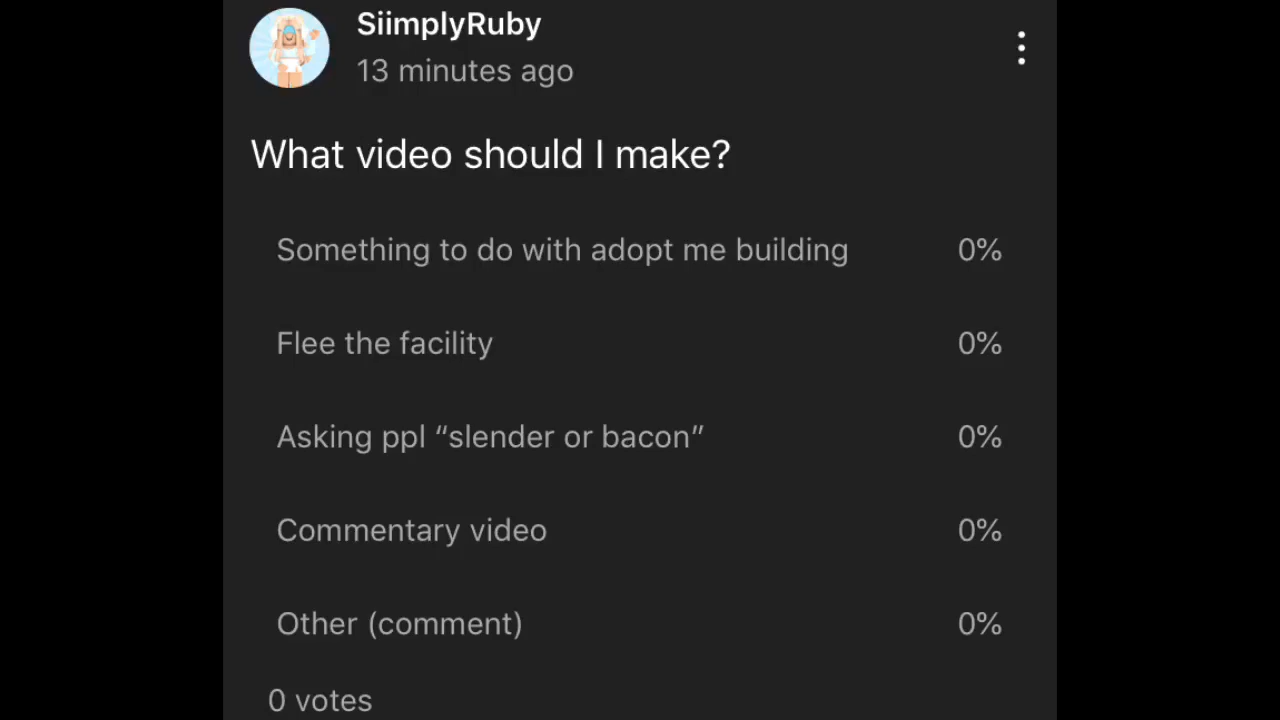 SiimplyRuby
13 minutes ago
What video should I make?
Something to do with adopt me building 0%
Flee the facility 0%
Asking ppl “slender or bacon” 0%
Commentary video 0%
Other (comment) 0%
0 votes